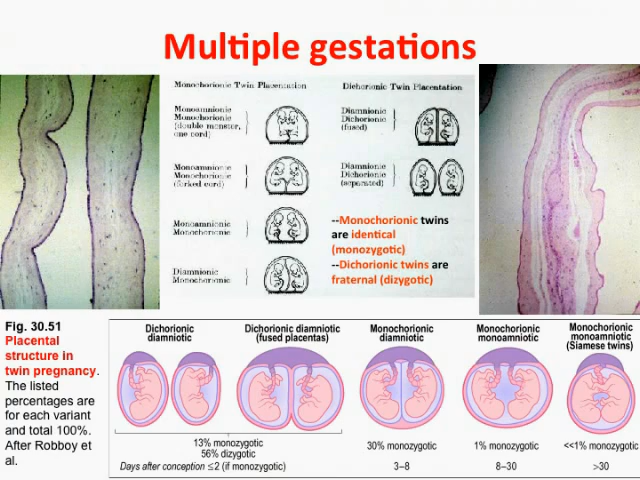 Multiple gestations
Monochorionic Twin Placentation
Dichorionic Twin Placentation
Monoamnionic
Monochorionic
(double monster,
one cord)
Diamnionic
Dichorionic
(fused)
Monoamnionic
Monochorionic
(forked cord)
Diamnionic
Dichorionic
(separated)
Monoamnionic
Monochorionic
Diamnionic
Monochorionic
--Monochorionic twins
are identical
(monozygotic)
--Dichorionic twins are
fraternal (dizygotic)
Fig. 30.51
Placental
structure in
twin pregnancy.
The listed
percentages are
for each variant
and total 100%.
After Robboy et
al.
Dichorionic
diamniotic
Dichorionic diamniotic
(fused placentas)
Monochorionic
diamniotic
Monochorionic
monoamniotic
Monochorionic
monoamniotic
(Siamese twins)
13% monozygotic
56% dizygotic
30% monozygotic
1% monozygotic
<<1% monozygotic
Days after conception ≤2 (if monozygotic)
3–8
8–30
>30